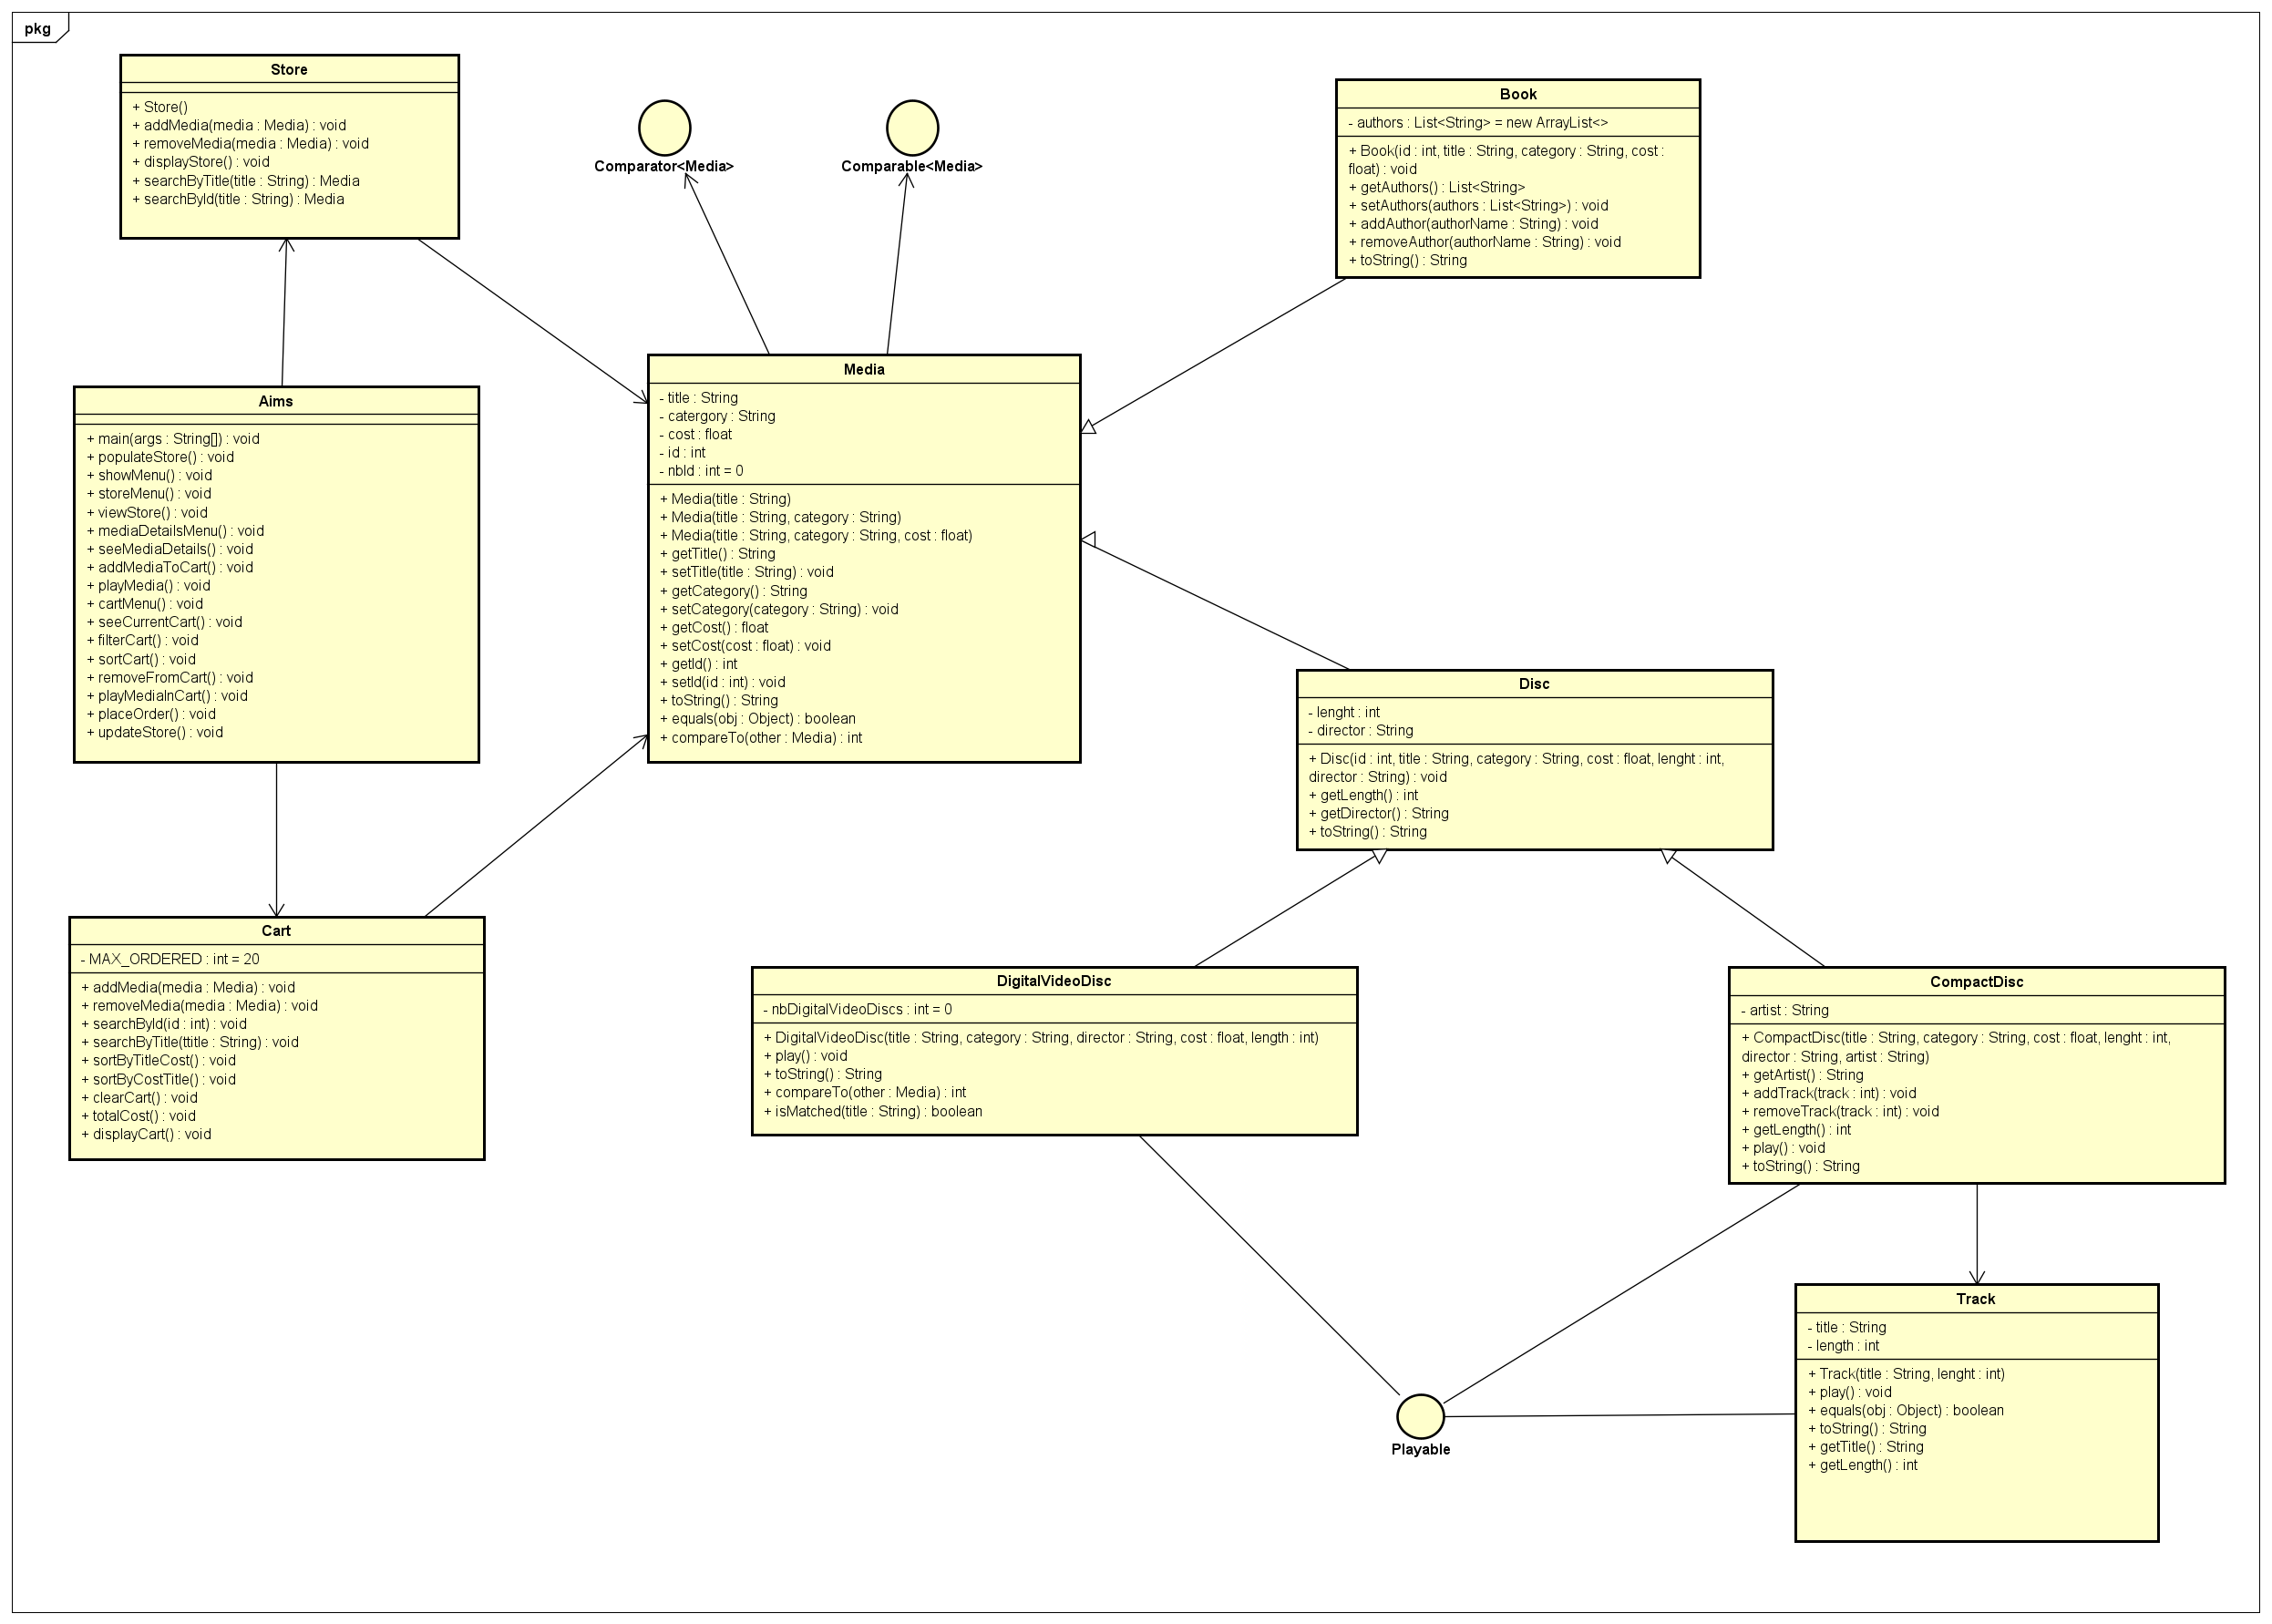 pkg
Store
+ Store()
+ addMedia(media : Media) : void
+ removeMedia(media : Media) : void
+ displayStore() : void
+ searchByTitle(title : String) : Media
+ searchById(title : String) : Media
Comparator<Media>
Comparable<Media>
Book
- authors : List<String> = new ArrayList<>
+ Book(id : int, title : String, category : String, cost :
float) : void
+ getAuthors() : List<String>
+ setAuthors(authors : List<String>) : void
+ addAuthor(authorName : String) : void
+ removeAuthor(authorName : String) : void
+ toString() : String
Aims
+ main(args : String[]) : void
+ populateStore() : void
+ showMenu() : void
+ storeMenu() : void
+ viewStore() : void
+ mediaDetailsMenu() : void
+ seeMediaDetails() : void
+ addMediaToCart() : void
+ playMedia() : void
+ cartMenu() : void
+ seeCurrentCart() : void
+ filterCart() : void
+ sortCart() : void
+ removeFromCart() : void
+ playMediaInCart() : void
+ placeOrder() : void
+ updateStore() : void
Media
- title : String
- catergory : String
- cost : float
- id : int
- nbId : int = 0
+ Media(title : String)
+ Media(title : String, category : String)
+ Media(title : String, category : String, cost : float)
+ getTitle() : String
+ setTitle(title : String) : void
+ getCategory() : String
+ setCategory(category : String) : void
+ getCost() : float
+ setCost(cost : float) : void
+ getId() : int
+ setId(id : int) : void
+ toString() : String
+ equals(obj : Object) : boolean
+ compareTo(other : Media) : int
Disc
- lenght : int
- director : String
+ Disc(id : int, title : String, category : String, cost : float, lenght : int,
director : String) : void
+ getLength() : int
+ getDirector() : String
+ toString() : String
Cart
- MAX_ORDERED : int = 20
+ addMedia(media : Media) : void
+ removeMedia(media : Media) : void
+ searchById(id : int) : void
+ searchByTitle(ttitle : String) : void
+ sortByTitleCost() : void
+ sortByCostTitle() : void
+ clearCart() : void
+ totalCost() : void
+ displayCart() : void
DigitalVideoDisc
- nbDigitalVideoDiscs : int = 0
+ DigitalVideoDisc(title : String, category : String, director : String, cost : float, length : int)
+ play() : void
+ toString() : String
+ compareTo(other : Media) : int
+ isMatched(title : String) : boolean
CompactDisc
- artist : String
+ CompactDisc(title : String, category : String, cost : float, lenght : int,
director : String, artist : String)
+ getArtist() : String
+ addTrack(track : int) : void
+ removeTrack(track : int) : void
+ getLength() : int
+ play() : void
+ toString() : String
Track
- title : String
- length : int
+ Track(title : String, lenght : int)
+ play() : void
+ equals(obj : Object) : boolean
+ toString() : String
+ getTitle() : String
+ getLength() : int
Playable